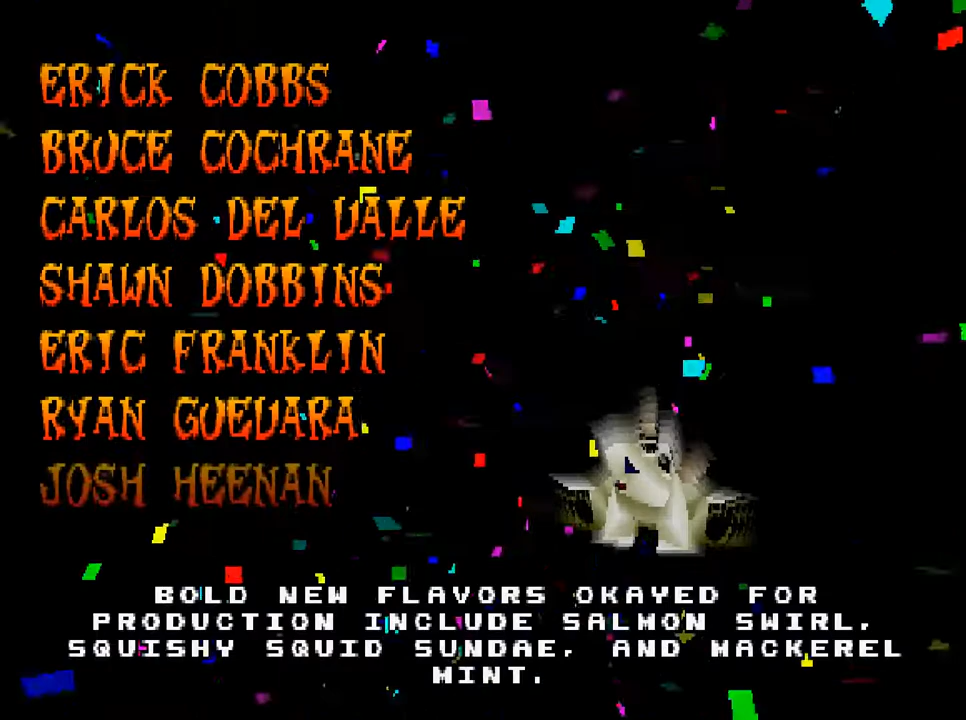 ERICK COBBS
BRUCE COCHRANE
CARLOS DEL VALLE
SHAWN DOBBINS
ERIC FRANKLIN
RYAN GUEVARA
JOSH HEENAN
BOLD NEW FLAVORS OKAYED FOR
PRODUCTION INCLUDE SALMON SWIRL,
SQUISHY SQUID SUNDAE, AND MACKEREL
MINT.